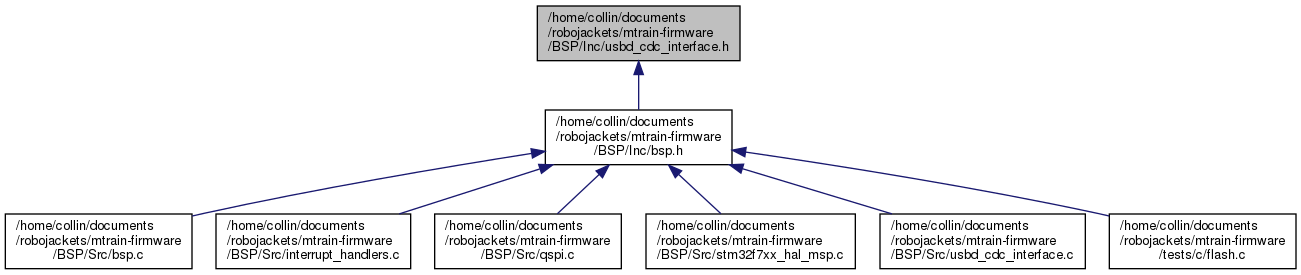 /home/collin/documents
/robojackets/mtrain-firmware
/BSP/Inc/usbd_cdc_interface.h
/home/collin/documents
/robojackets/mtrain-firmware
/BSP/Inc/bsp.h
/home/collin/documents
/robojackets/mtrain-firmware
/BSP/Src/bsp.c
/home/collin/documents
/robojackets/mtrain-firmware
/BSP/Src/interrupt_handlers.c
/home/collin/documents
/robojackets/mtrain-firmware
/BSP/Src/qspi.c
/home/collin/documents
/robojackets/mtrain-firmware
/BSP/Src/stm32f7xx_hal_msp.c
/home/collin/documents
/robojackets/mtrain-firmware
/BSP/Src/usbd_cdc_interface.c
/home/collin/documents
/robojackets/mtrain-firmware
/tests/c/flash.c